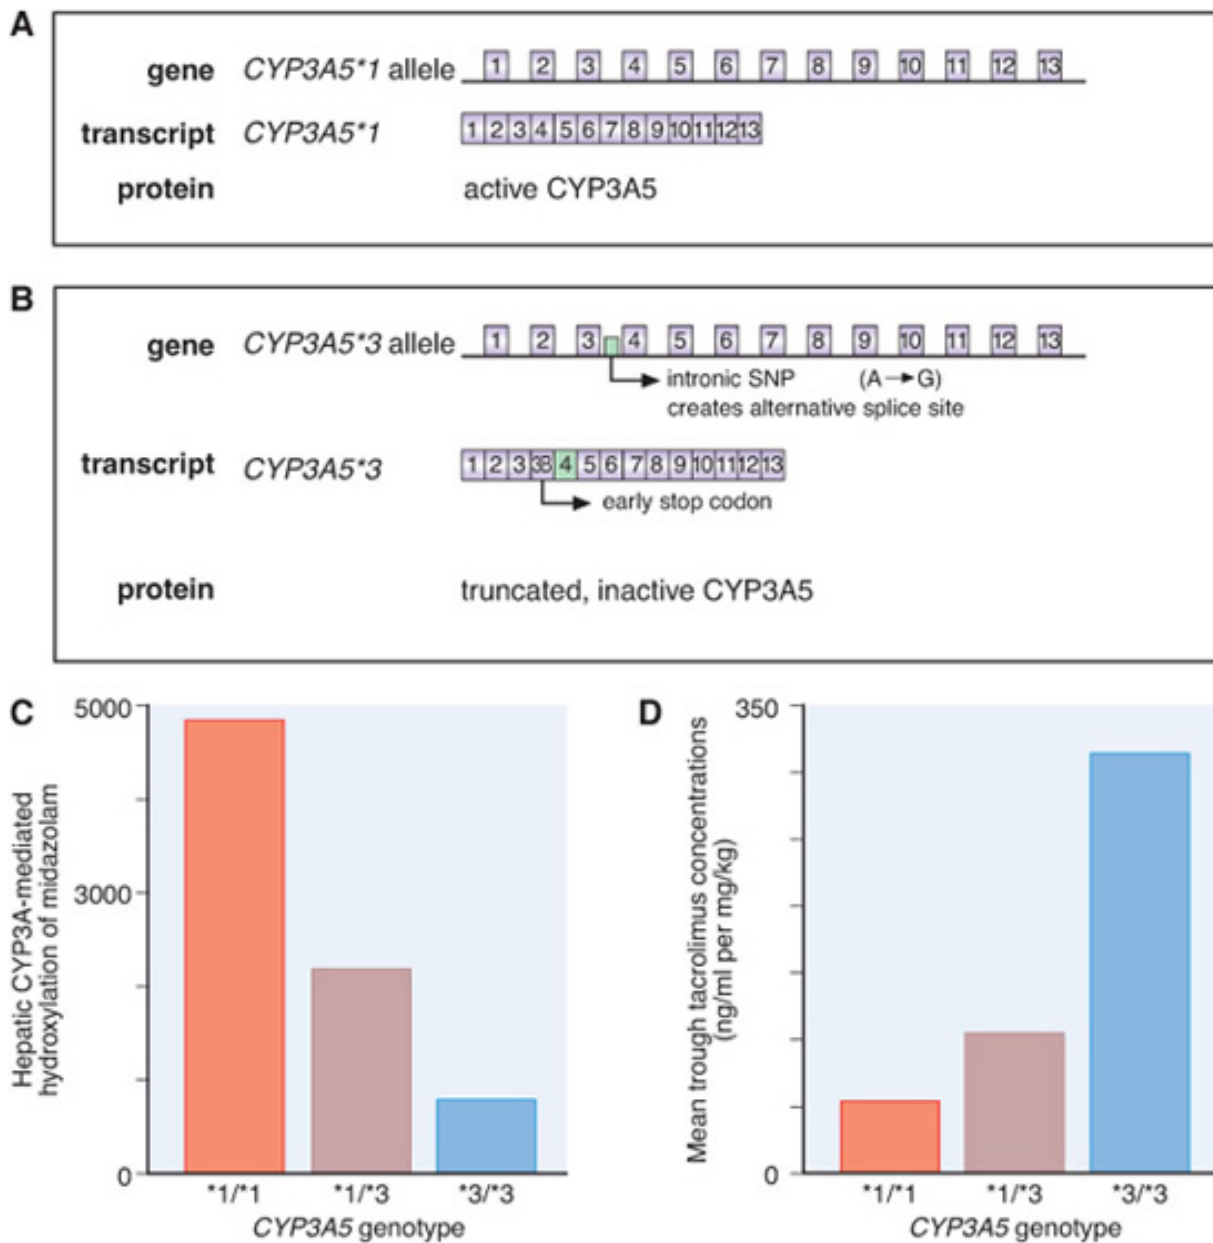 A
gene CYP3A5*1 allele 1 2 3 4 5 6 7 8 9 10 11 12 13
transcript CYP3A5*1 1 2 3 4 5 6 7 8 9 10 11 12 13
protein active CYP3A5
B
gene CYP3A5*3 allele 1 2 3 4 5 6 7 8 9 10 11 12 13
intronic SNP (A→G)
creates alternative splice site
transcript CYP3A5*3 1 2 3 3B 4 5 6 7 8 9 10 11 12 13
early stop codon
protein truncated, inactive CYP3A5
C
Hepatic CYP3A-mediated
hydroxylation of midazolam
5000
3000
0
*1/*1 *1/*3 *3/*3
CYP3A5 genotype
D
Mean trough tacrolimus concentrations
(ng/ml per mg/kg)
350
0
*1/*1 *1/*3 *3/*3
CYP3A5 genotype